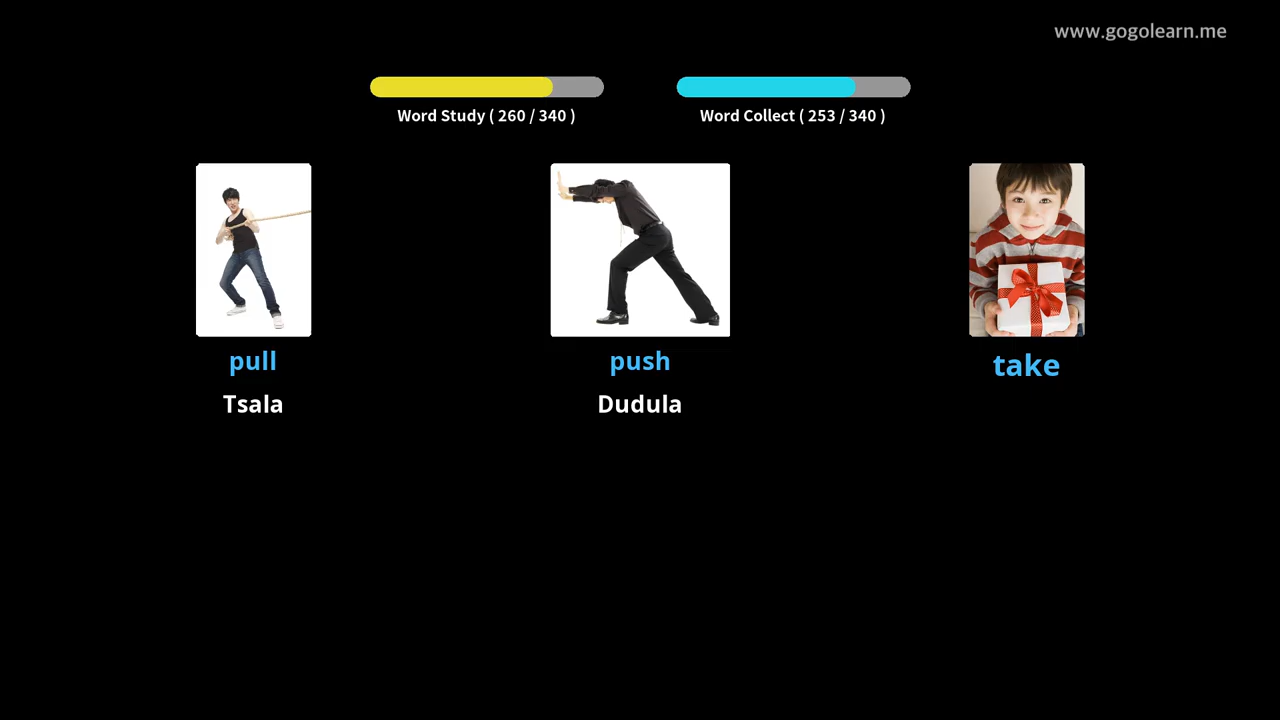 www.gogolearn.me
Word Study ( 260 / 340 )
Word Collect ( 253 / 340 )
pull
push
take
Tsala
Dudula